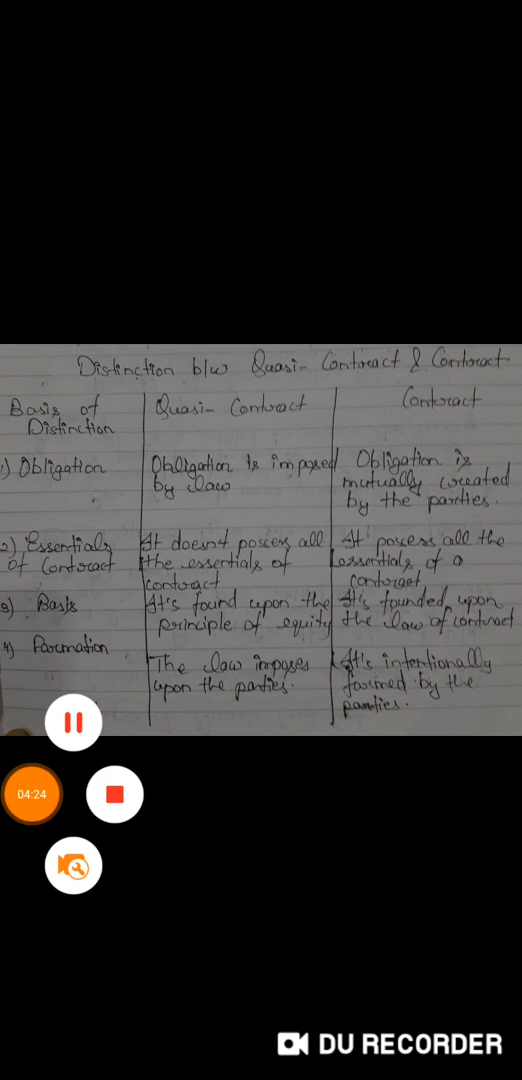 Distinction b/w Quasi- Contract & Contract
Basis of
Distinction
Quasi- Contract
Contract
1) Obligation
Obligation is imposed
by law
Obligation is
mutually created
by the parties.
2) Essentials
of Contract
It doesn't possess all
the essentials of
contract
It possess all the
essentials of a
contract
3) Basis
It's found upon the
principle of equity
It's founded upon
the law of contract
4) Formation
The law imposes
upon the parties.
It's intentionally
formed by the
parties.
04:24
DU RECORDER